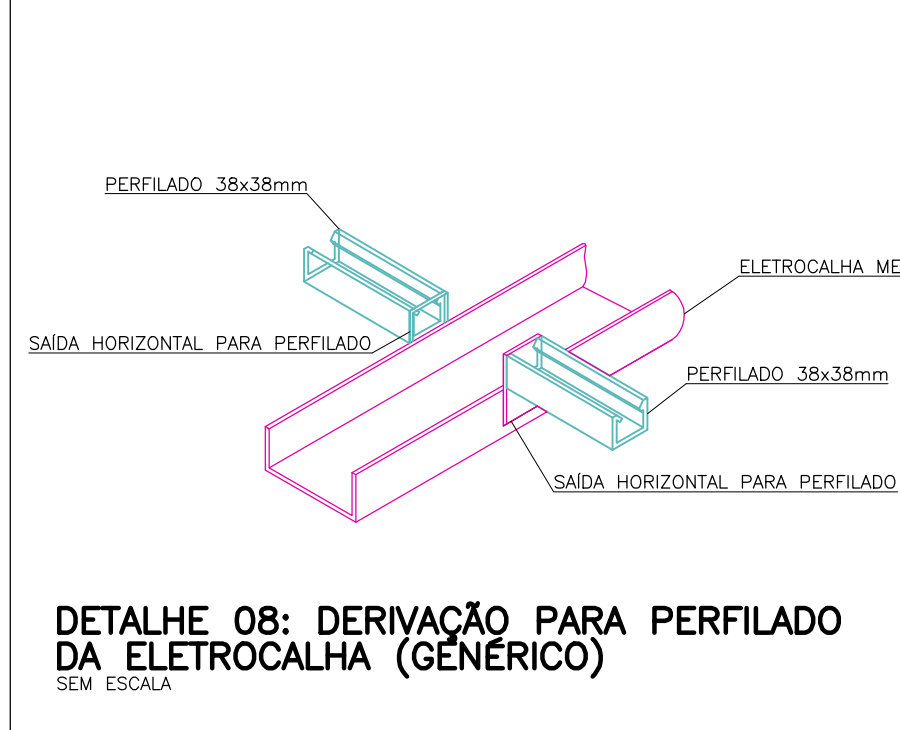 PERFILADO 38x38mm
ELETROCALHA
SAÍDA HORIZONTAL PARA PERFILADO
PERFILADO 38x38mm
SAÍDA HORIZONTAL PARA PERFILADO
DETALHE 08: DERIVAÇÃO PARA PERFILADO
DA ELETROCALHA (GENÉRICO)
SEM ESCALA